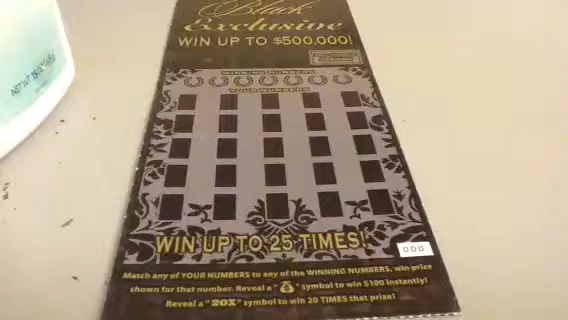 Black
Exclusive
WIN UP TO $500,000!
WINNING NUMBERS
YOUR NUMBERS
WIN UP TO 25 TIMES!
000
Match any of YOUR NUMBERS to any of the WINNING NUMBERS, win prize
shown for that number. Reveal a " " symbol to win $100 instantly!
Reveal a "20X" symbol to win 20 TIMES that prize!
NET WT